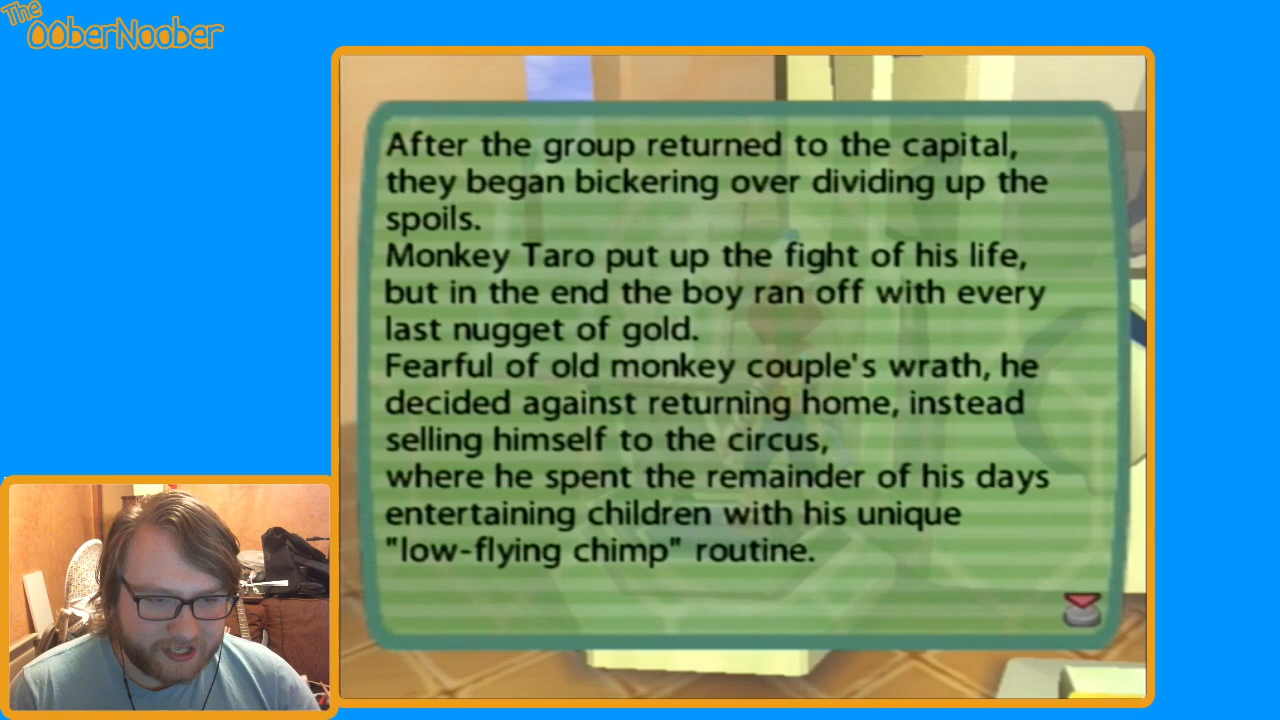 The
OoberNoober
After the group returned to the capital,
they began bickering over dividing up the
spoils.
Monkey Taro put up the fight of his life,
but in the end the boy ran off with every
last nugget of gold.
Fearful of old monkey couple's wrath, he
decided against returning home, instead
selling himself to the circus,
where he spent the remainder of his days
entertaining children with his unique
"low-flying chimp" routine.